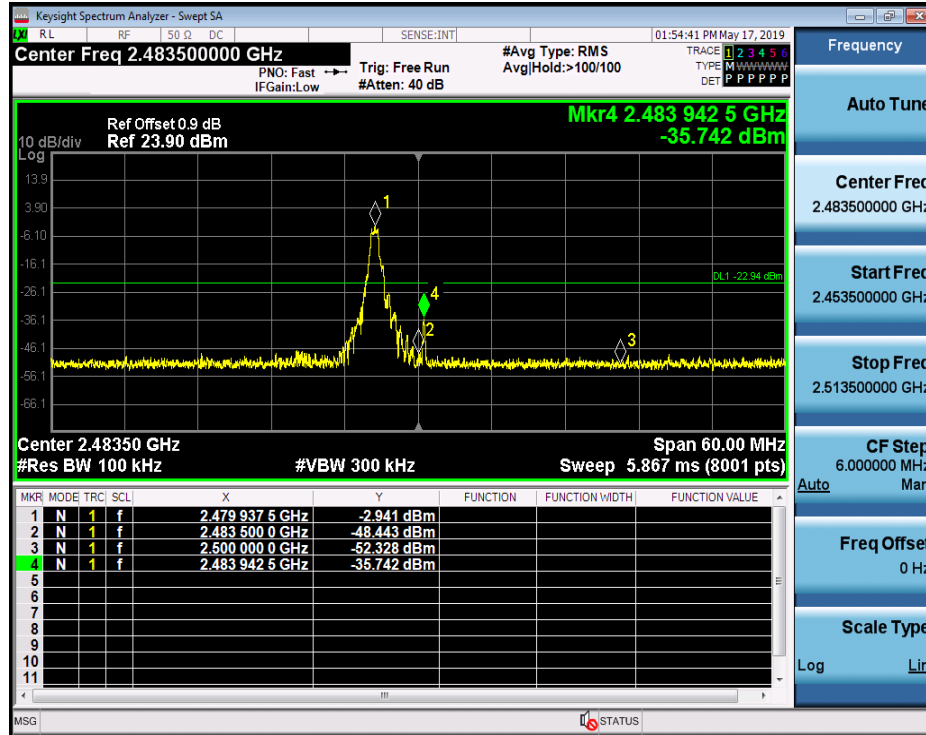 Keysight Spectrum Analyzer - Swept SA
LXI RL RF 50 Ω DC SENSE:INT 01:54:41 PM May 17, 2019
Center Freq 2.483500000 GHz
PNO: Fast
IFGain:Low
Trig: Free Run
#Atten: 40 dB
#Avg Type: RMS
Avg|Hold:>100/100
TRACE 1 2 3 4 5 6
TYPE M WWWWW
DET P P P P P P
Ref Offset 0.9 dB
10 dB/div Ref 23.90 dBm
Log
Mkr4 2.483 942 5 GHz
-35.742 dBm
13.9
3.90
-6.10
-16.1
-26.1
-36.1
-46.1
-56.1
-66.1
1
4
2
3
DL1 -22.94 dBm
Center 2.48350 GHz Span 60.00 MHz
#Res BW 100 kHz #VBW 300 kHz Sweep 5.867 ms (8001 pts)
MKR MODE TRC SCL X Y FUNCTION FUNCTION WIDTH FUNCTION VALUE
1 N 1 f 2.479 937 5 GHz -2.941 dBm
2 N 1 f 2.483 500 0 GHz -48.443 dBm
3 N 1 f 2.500 000 0 GHz -52.328 dBm
4 N 1 f 2.483 942 5 GHz -35.742 dBm
5
6
7
8
9
10
11
MSG STATUS
Frequency
Auto Tune
Center Freq
2.483500000 GHz
Start Freq
2.453500000 GHz
Stop Freq
2.513500000 GHz
CF Step
6.000000 MHz
Auto Man
Freq Offset
0 Hz
Scale Type
Log Lin